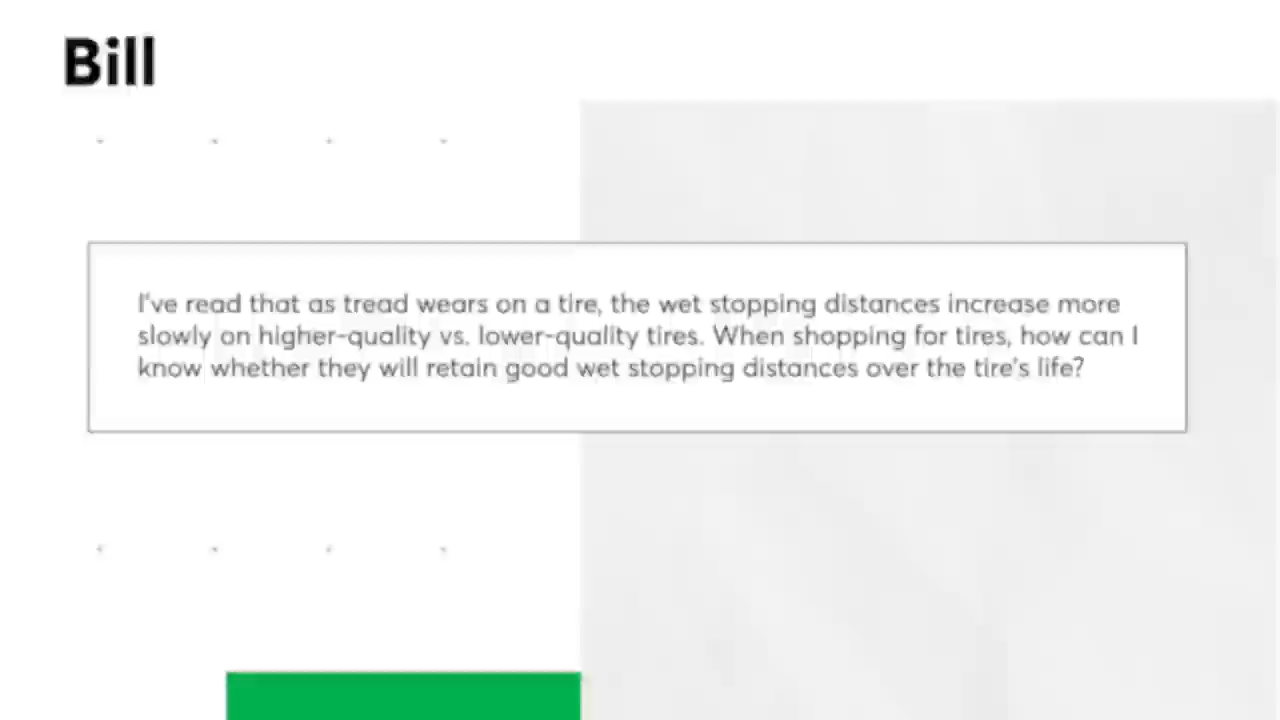 Bill
I've read that as tread wears on a tire, the wet stopping distances increase more
slowly on higher-quality vs. lower-quality tires. When shopping for tires, how can I
know whether they will retain good wet stopping distances over the tire's life?